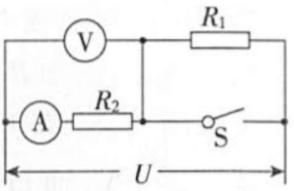 V R₁
A R₂ S
U